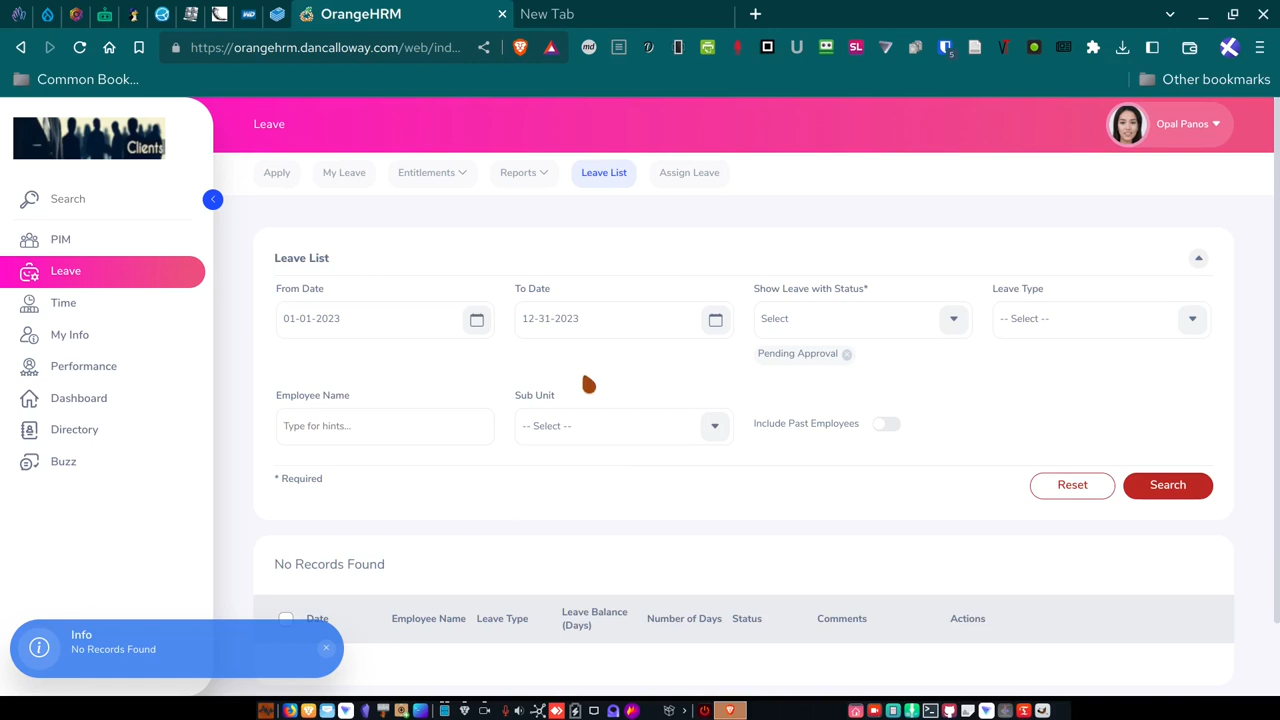 OrangeHRM
New Tab
https://orangehrm.dancalloway.com/web/ind...
Common Book...
Other bookmarks
Clients
Leave
Opal Panos
Apply
My Leave
Entitlements
Reports
Leave List
Assign Leave
Search
PIM
Leave
Time
My Info
Performance
Dashboard
Directory
Buzz
Leave List
From Date
To Date
Show Leave with Status*
Leave Type
01-01-2023
12-31-2023
Select
-- Select --
Pending Approval
Employee Name
Sub Unit
Type for hints...
-- Select --
Include Past Employees
* Required
Reset
Search
No Records Found
Date
Employee Name
Leave Type
Leave Balance
(Days)
Number of Days
Status
Comments
Actions
Info
No Records Found